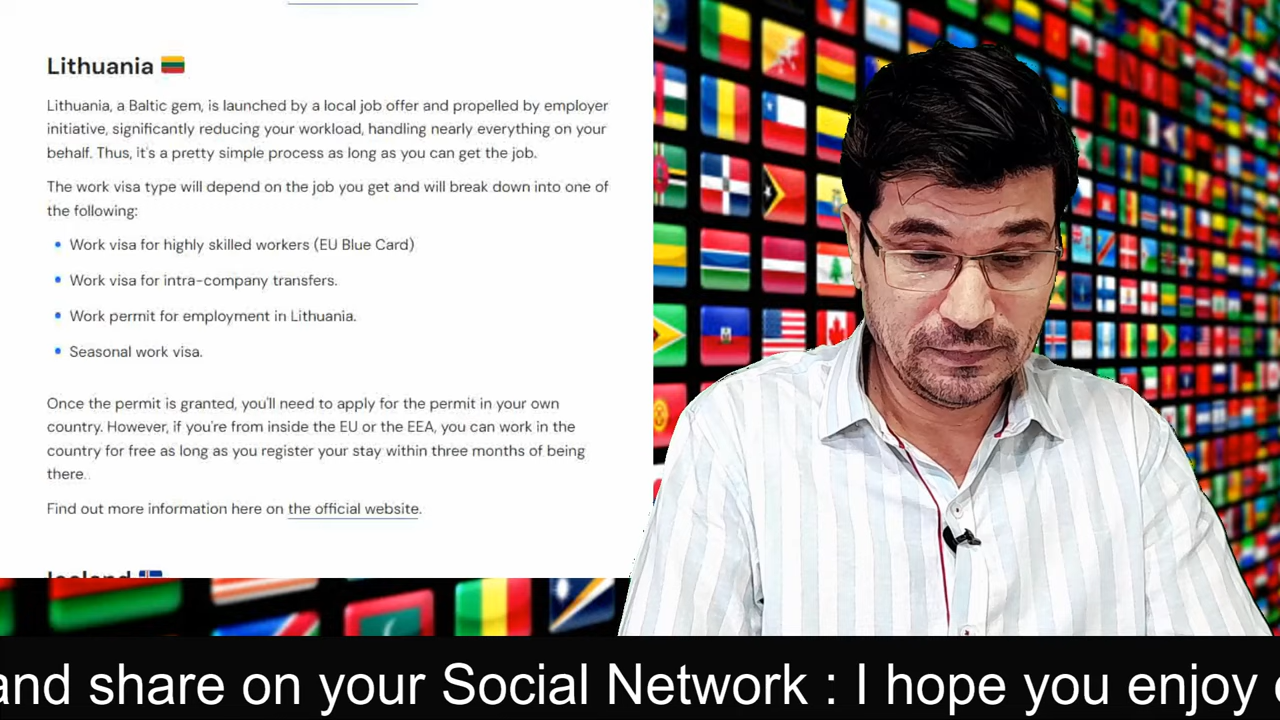 Lithuania
Lithuania, a Baltic gem, is launched by a local job offer and propelled by employer
initiative, significantly reducing your workload, handling nearly everything on your
behalf. Thus, it's a pretty simple process as long as you can get the job.
The work visa type will depend on the job you get and will break down into one of
the following:
Work visa for highly skilled workers (EU Blue Card)
Work visa for intra-company transfers.
Work permit for employment in Lithuania.
Seasonal work visa.
Once the permit is granted, you'll need to apply for the permit in your own
country. However, if you're from inside the EU or the EEA, you can work in the
country for free as long as you register your stay within three months of being
there.
Find out more information here on the official website.
Iceland
and share on your Social Network : I hope you enjoy